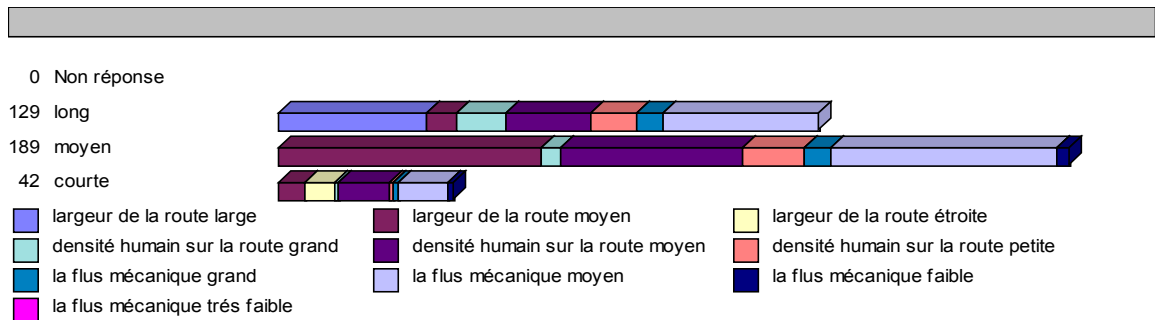 0 Non réponse
129 long
189 moyen
42 courte
largeur de la route large largeur de la route moyen largeur de la route étroite
densité humain sur la route grand densité humain sur la route moyen densité humain sur la route petite
la flus mécanique grand la flus mécanique moyen la flus mécanique faible
la flus mécanique trés faible